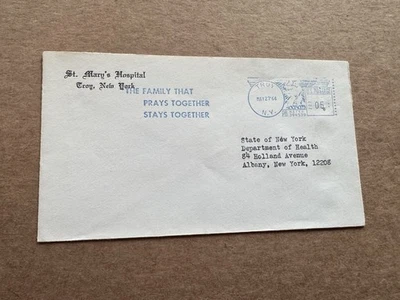 St. Mary's Hospital
Troy, New York
THE FAMILY THAT
PRAYS TOGETHER
STAYS TOGETHER
TROY
N.Y.
State of New York
Department of Health
84 Holland Avenue
Albany, New York, 12208